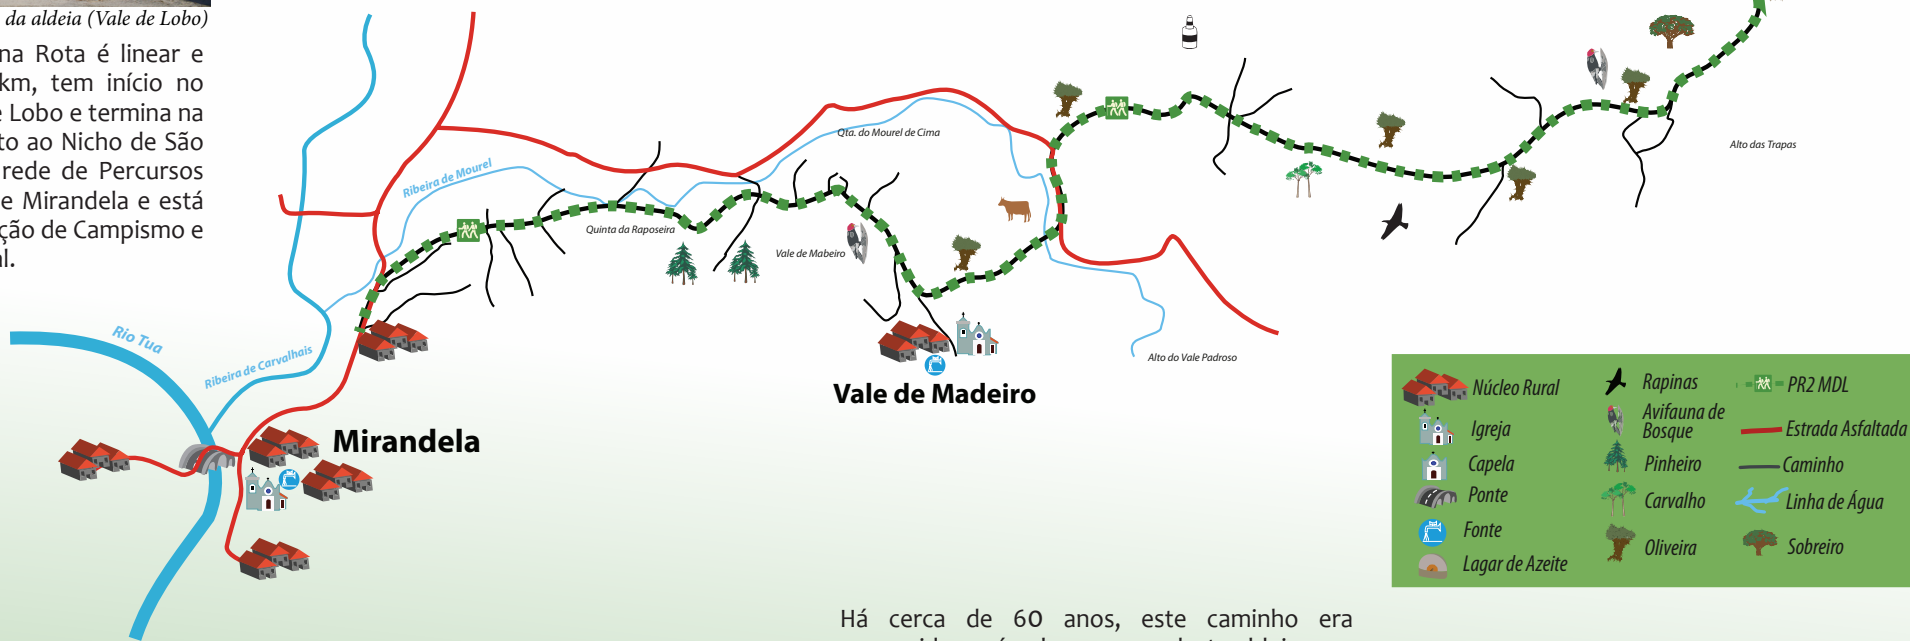 da aldeia (Vale de Lobo)
na Rota é linear e
km, tem início no
e Lobo e termina na
to ao Nicho de São
rede de Percursos
e Mirandela e está
ção de Campismo e
al.
Qta. do Mourel de Cima
Ribeira de Mourel
Alto das Trapas
Quinta da Raposeira
Vale de Mabeiro
Rio Tua
Ribeira de Carvalhais
Alto do Vale Padroso
Vale de Madeiro
Mirandela
Núcleo Rural
Igreja
Capela
Ponte
Fonte
Lagar de Azeite
Rapinas
Avifauna de
Bosque
Pinheiro
Carvalho
Oliveira
PR2 MDL
Estrada Asfaltada
Caminho
Linha de Água
Sobreiro
Há cerca de 60 anos, este caminho era